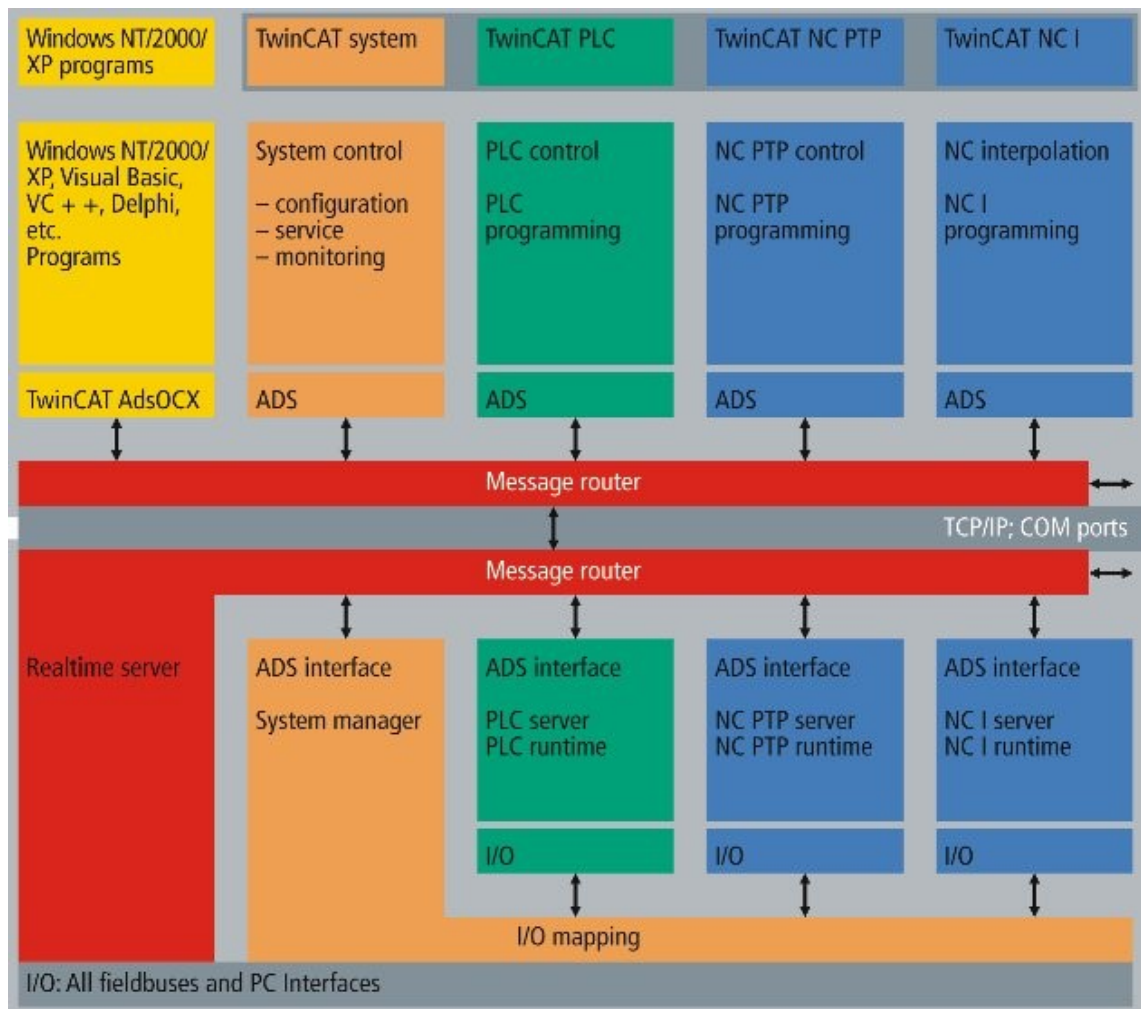 Windows NT/2000/
XP programs
TwinCAT system
TwinCAT PLC
TwinCAT NC PTP
TwinCAT NC I
Windows NT/2000/
XP, Visual Basic,
VC + +, Delphi,
etc.
Programs
System control
– configuration
– service
– monitoring
PLC control
PLC
programming
NC PTP control
NC PTP
programming
NC interpolation
NC I
programming
TwinCAT AdsOCX
ADS
ADS
ADS
ADS
Message router
TCP/IP; COM ports
Message router
Realtime server
ADS interface
System manager
ADS interface
PLC server
PLC runtime
ADS interface
NC PTP server
NC PTP runtime
ADS interface
NC I server
NC I runtime
I/O
I/O
I/O
I/O mapping
I/O: All fieldbuses and PC Interfaces